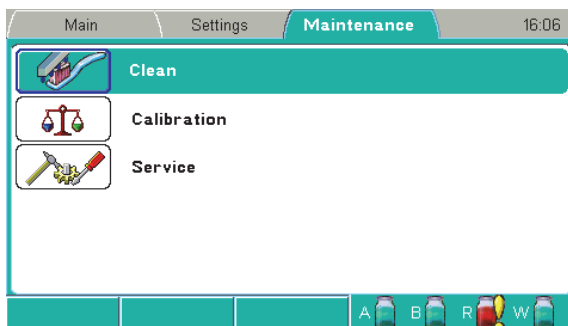 Main Settings Maintenance 16:06
Clean
Calibration
Service
A B R W